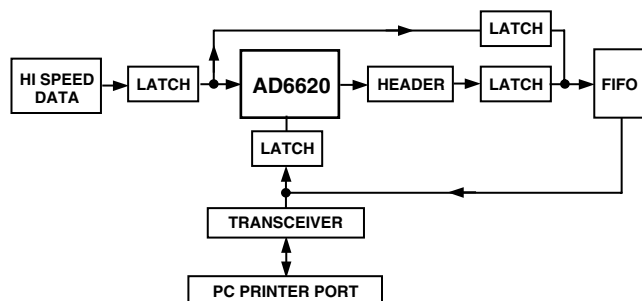 LATCH
HI SPEED
DATA
LATCH
AD6620
HEADER
LATCH
FIFO
LATCH
TRANSCEIVER
PC PRINTER PORT